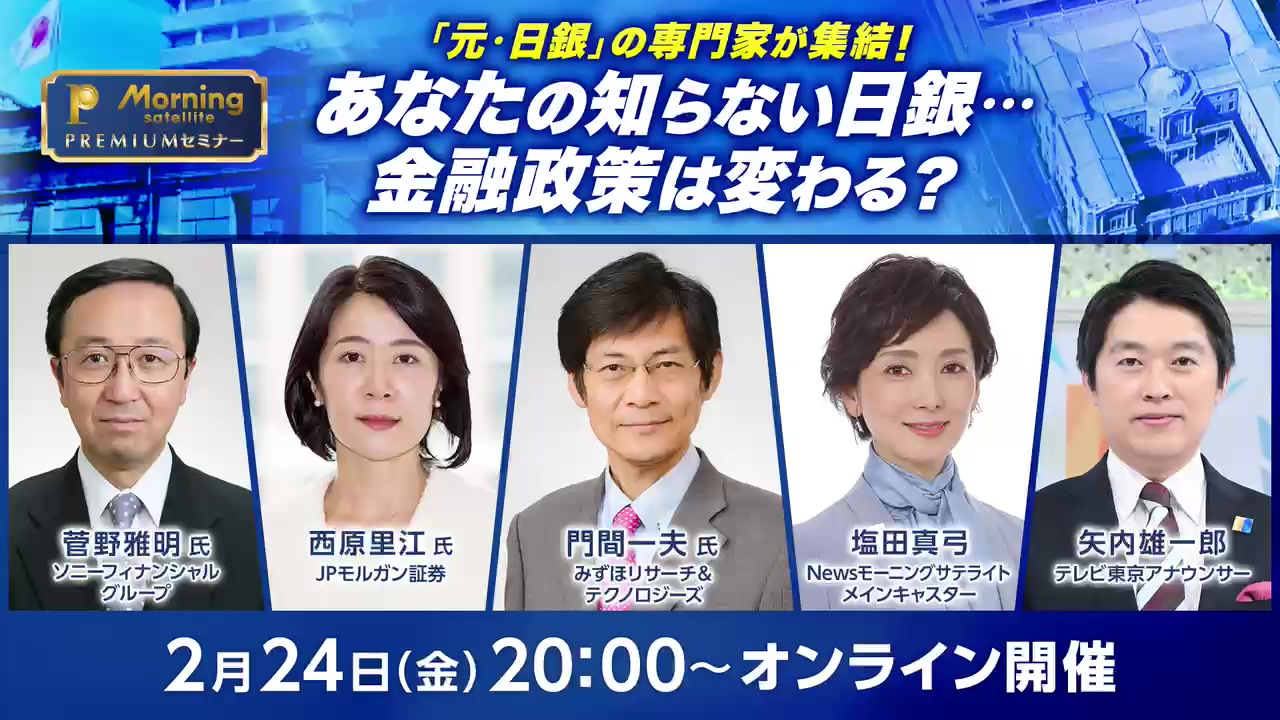 「元・日銀」の専門家が集結!
P Morning
satellite
PREMIUMセミナー
あなたの知らない日銀…
金融政策は変わる?
菅野雅明 氏
ソニーフィナンシャル
グループ
西原里江 氏
JPモルガン証券
門間一夫 氏
みずほリサーチ&
テクノロジーズ
塩田真弓
Newsモーニングサテライト
メインキャスター
矢内雄一郎
テレビ東京アナウンサー
2月24日(金) 20:00~オンライン開催